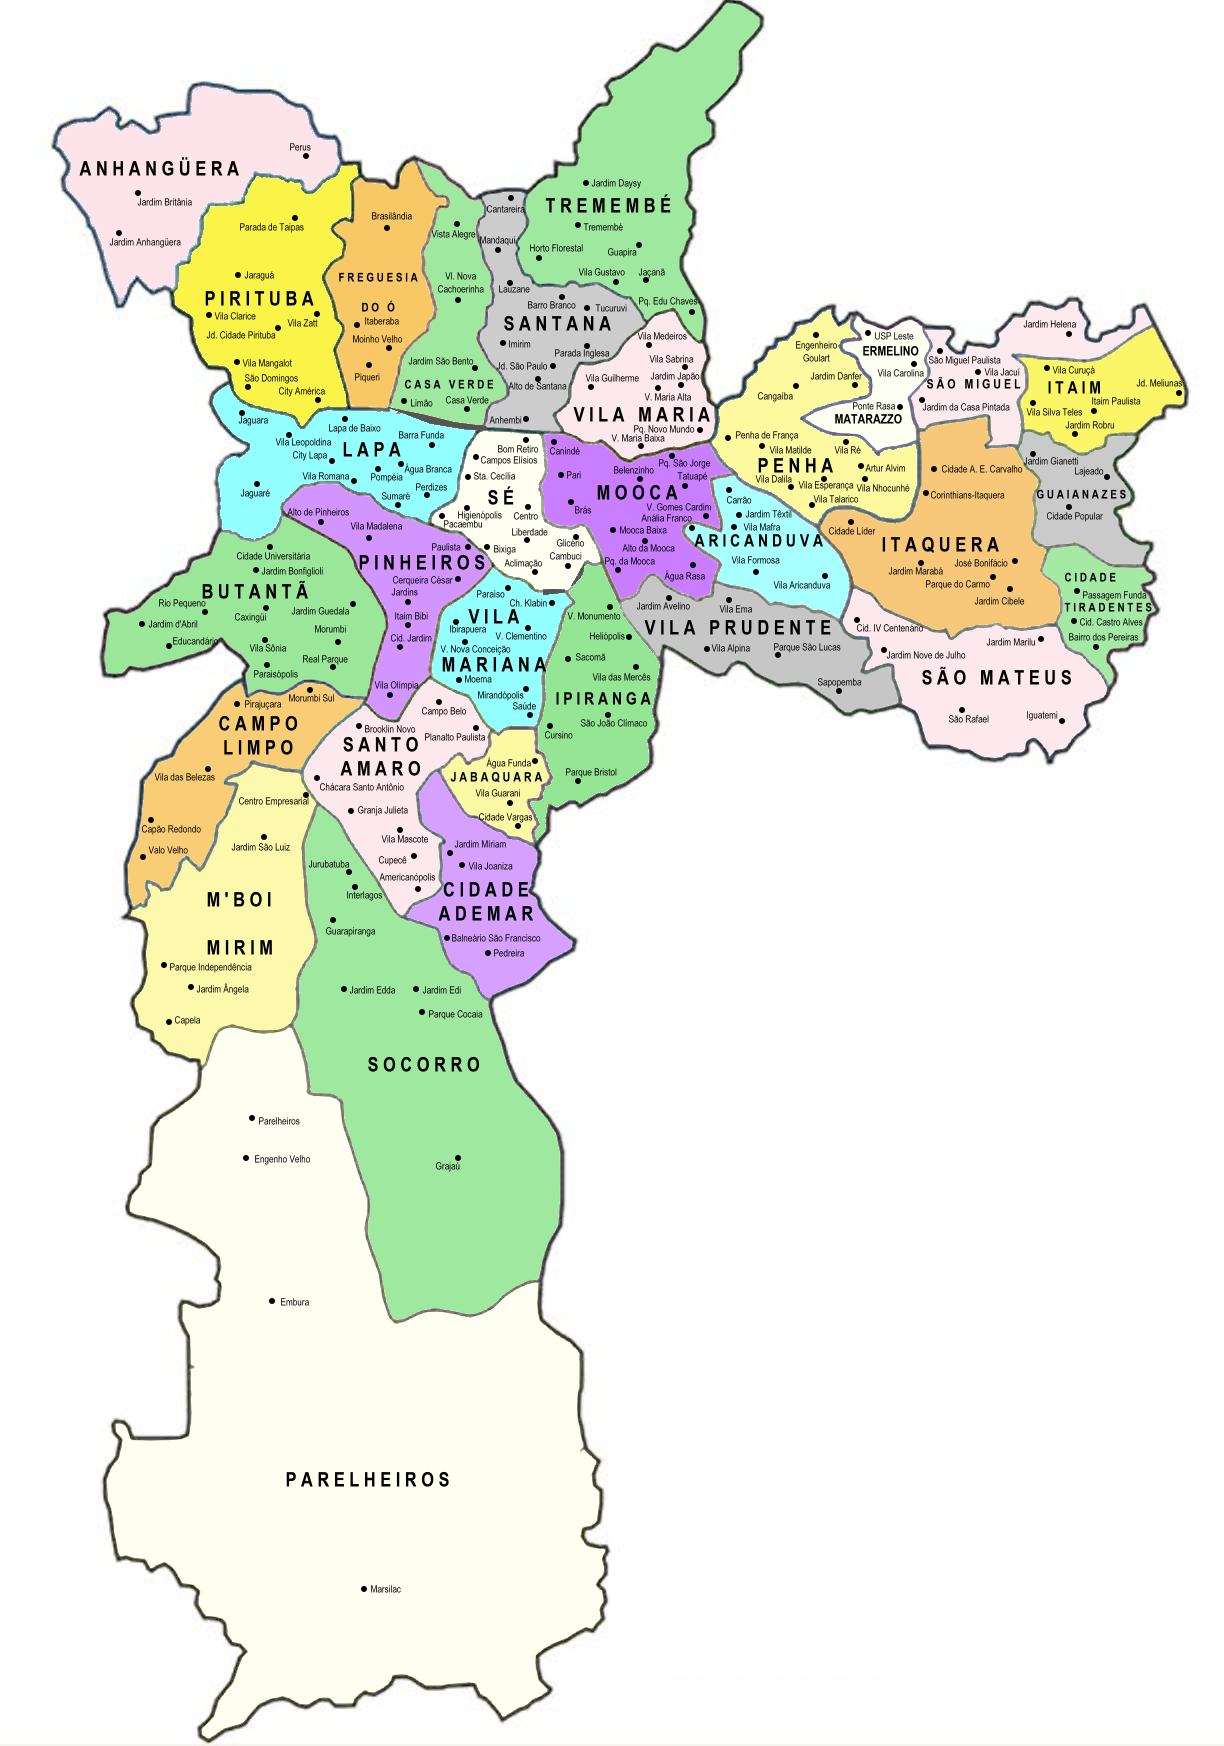 Perus
ANHANGÜERA
Jardim Britânia
Jardim Anhangüera
Parada de Taipas
Jaraguá
PIRITUBA
Vila Clarice
Vila Zatt
Jd. Cidade Pirituba
Vila Mangalot
São Domingos
City América
Brasilândia
FREGUESIA
DO Ó
Itaberaba
Moinho Velho
Piqueri
Vista Alegre
Vl. Nova
Cachoerinha
Jardim São Bento
CASA VERDE
Limão
Casa Verde
Cantareira
Mandaqui
Lauzane
Barro Branco
Tucuruvi
SANTANA
Imirim
Parada Inglesa
Jd. São Paulo
Alto de Santana
Anhembi
Jardim Daysy
TREMEMBÉ
Tremembé
Horto Florestal
Guapira
Vila Gustavo
Jaçanã
Pq. Edu Chaves
Vila Medeiros
Vila Sabrina
Vila Guilherme
Jardim Japão
V. Maria Alta
VILA MARIA
Pq. Novo Mundo
V. Maria Baixa
Engenheiro
Goulart
Jardim Danfer
Cangaíba
Penha de França
Vila Matilde
Vila Ré
PENHA
Artur Alvim
Vila Dalila
Vila Esperança
Vila Nhocunhé
Vila Talarico
USP Leste
ERMELINO
Vila Carolina
Ponte Rasa
MATARAZZO
Jardim Helena
São Miguel Paulista
Vila Jacuí
SÃO MIGUEL
Jardim da Casa Pintada
Vila Curuçá
ITAIM
Jd. Meliunas
Itaim Paulista
Vila Silva Teles
Jardim Robru
Jardim Gianetti
Lajeado
GUAIANAZES
Cidade Popular
Cidade A. E. Carvalho
Corinthians-Itaquera
Cidade Líder
ITAQUERA
José Bonifácio
Jardim Marabá
Parque do Carmo
Jardim Cibele
CIDADE
Passagem Funda
TIRADENTES
Cid. Castro Alves
Bairro dos Pereiras
Cid. IV Centenário
Jardim Marilu
Jardim Nove de Julho
SÃO MATEUS
São Rafael
Iguatemi
Jaguara
Lapa de Baixo
Vila Leopoldina
Barra Funda
City Lapa
LAPA
Água Branca
Vila Romana
Pompéia
Perdizes
Jaguaré
Sumaré
Bom Retiro
Campos Elísios
Sta. Cecília
SÉ
Higienópolis
Centro
Pacaembu
Liberdade
Bixiga
Glicério
Cambuci
Aclimação
Canindé
Pq. São Jorge
Belenzinho
Pari
Tatuapé
MOOCA
Brás
V. Gomes Cardim
Anália Franco
Mooca Baixa
Alto da Mooca
Pq. da Mooca
Água Rasa
Carrão
Jardim Têxtil
Vila Mafra
ARICANDUVA
Vila Formosa
Vila Aricanduva
Jardim Avelino
Vila Ema
VILA PRUDENTE
Vila Alpina
Parque São Lucas
Sapopemba
Alto de Pinheiros
Vila Madalena
Paulista
PINHEIROS
Cerqueira César
Jardins
Itaim Bibi
Cid. Jardim
Vila Olímpia
Cidade Universitária
Jardim Bonfiglioli
BUTANTÃ
Rio Pequeno
Jardim Guedala
Caxingüi
Jardim d'Abril
Morumbi
Educandário
Vila Sônia
Real Parque
Paraisópolis
Paraíso
Ch. Klabin
VILA
Ibirapuera
V. Clementino
V. Nova Conceição
MARIANA
Moema
Mirandópolis
Saúde
V. Monumento
Heliópolis
Sacomã
Vila das Mercês
IPIRANGA
São João Clímaco
Cursino
Parque Bristol
Morumbi Sul
Pirajuçara
CAMPO
LIMPO
Vila das Belezas
Capão Redondo
Valo Velho
Campo Belo
Brooklin Novo
Planalto Paulista
SANTO
AMARO
Chácara Santo Antônio
Granja Julieta
Vila Mascote
Cupecê
Americanópolis
Água Funda
JABAQUARA
Vila Guarani
Cidade Vargas
Centro Empresarial
Jardim São Luiz
M'BOI
MIRIM
Parque Independência
Jardim Ângela
Capela
Jardim Miriam
Vila Joaniza
CIDADE
ADEMAR
Balneário São Francisco
Pedreira
Jurubatuba
Interlagos
Guarapiranga
Jardim Edda
Jardim Edi
Parque Cocaia
SOCORRO
Grajaú
Parelheiros
Engenho Velho
Embura
PARELHEIROS
Marsilac